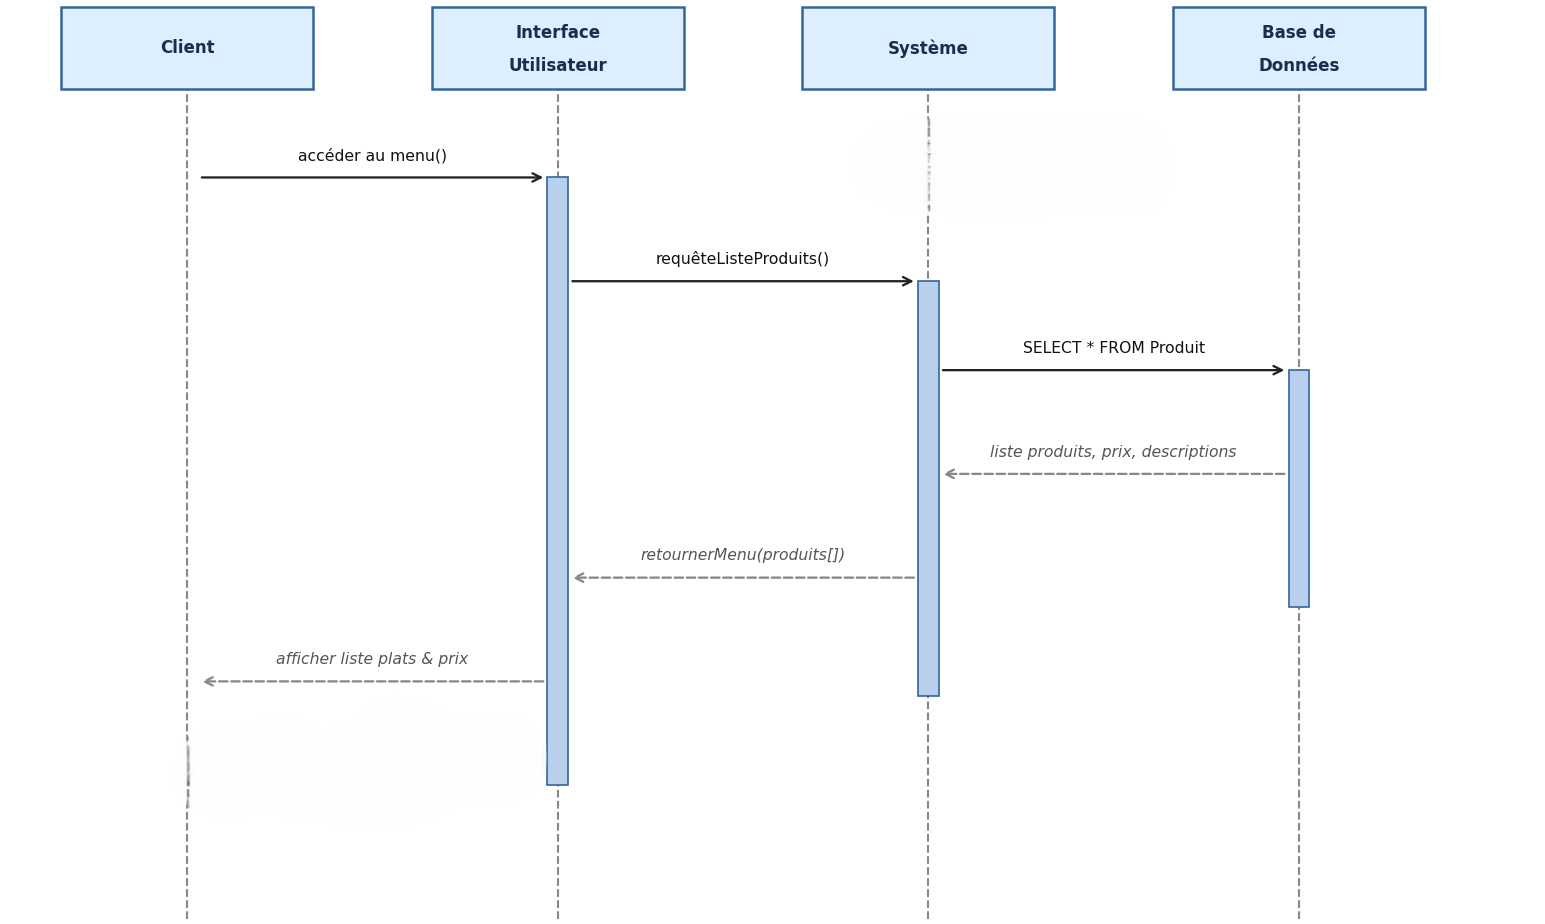 Client
Interface
Utilisateur
Système
Base de
Données
accéder au menu()
requêteListeProduits()
SELECT * FROM Produit
liste produits, prix, descriptions
retournerMenu(produits[])
afficher liste plats & prix